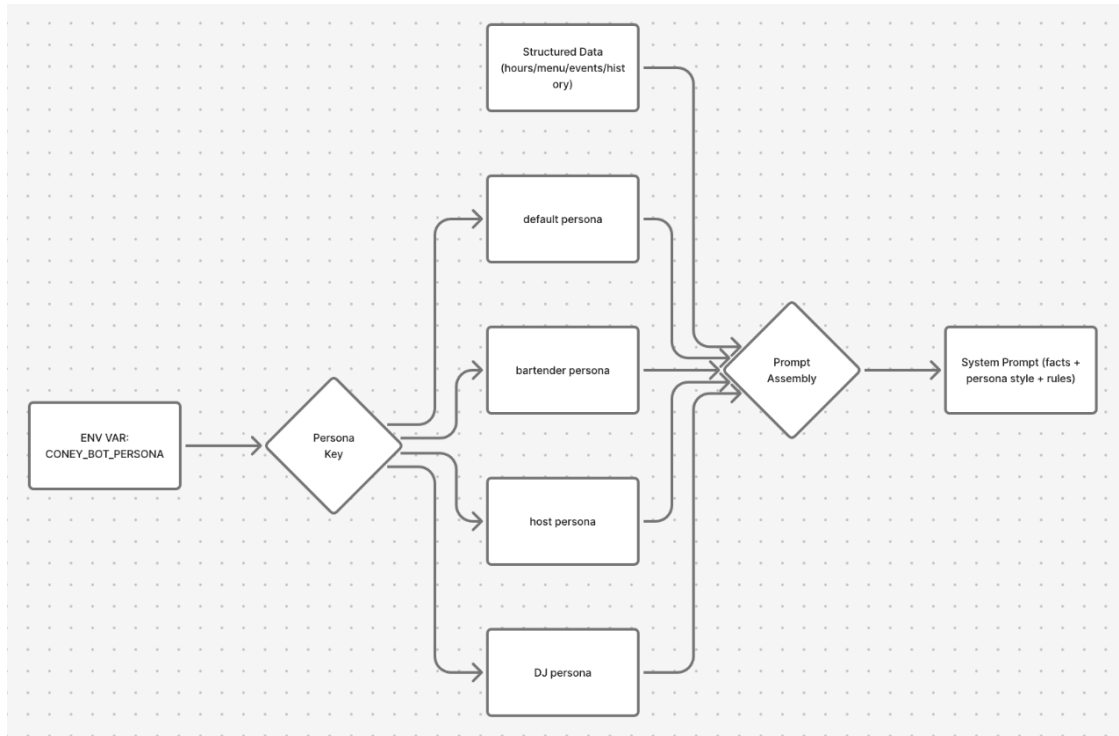 Structured Data
(hours/menu/events/hist
ory)
default persona
bartender persona
Prompt
Assembly
System Prompt (facts +
persona style + rules)
ENV VAR:
CONEY_BOT_PERSONA
Persona
Key
host persona
DJ persona